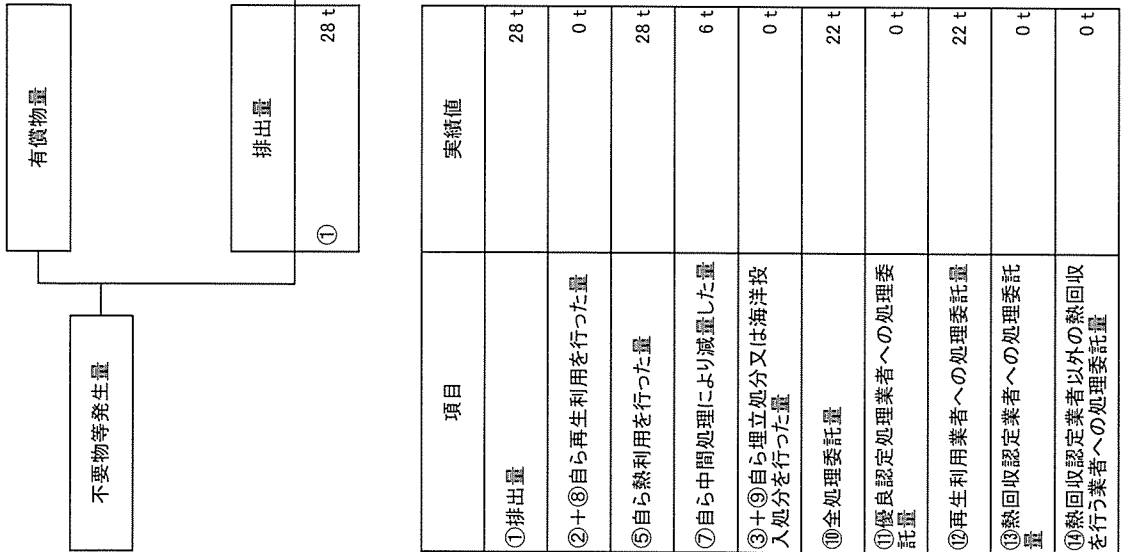 不要物等発生量
有償物量
排出量
① 28 t
項目 実績値
①排出量 28 t
②+⑧自ら再生利用を行った量 0 t
⑤自ら熱利用を行った量 28 t
⑦自ら中間処理により減量した量 6 t
③+⑨自ら埋立処分又は海洋投
入処分を行った量 0 t
⑩全処理委託量 22 t
⑪優良認定処理業者への処理委
託量 0 t
⑫再生利用業者への処理委託量 22 t
⑬熱回収認定業者への処理委託
量 0 t
⑭熱回収認定業者以外の熱回収
を行う業者への処理委託量 0 t